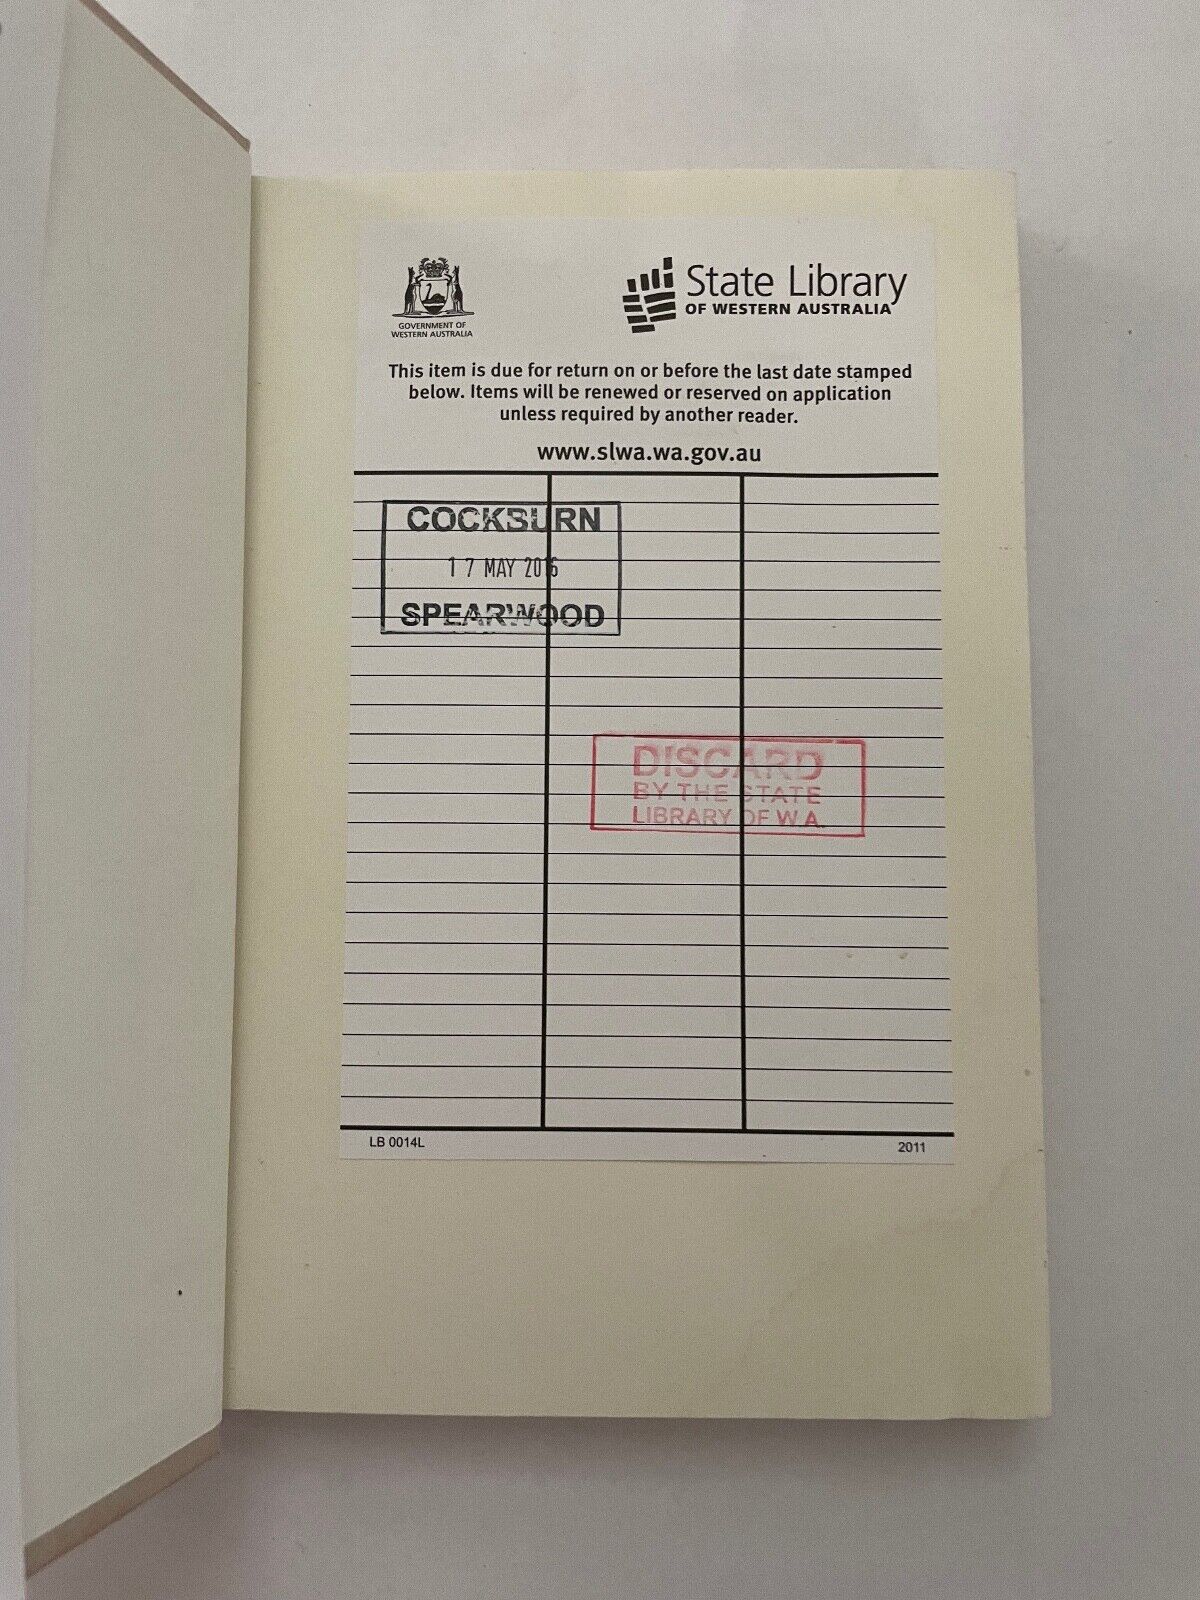 GOVERNMENT OF
WESTERN AUSTRALIA
State Library
OF WESTERN AUSTRALIA
This item is due for return on or before the last date stamped
below. Items will be renewed or reserved on application
unless required by another reader.
www.slwa.wa.gov.au
COCKBURN
17 MAY 2016
SPEARWOOD
DISCARD
BY THE STATE
LIBRARY OF W.A.
LB 0014L
2011